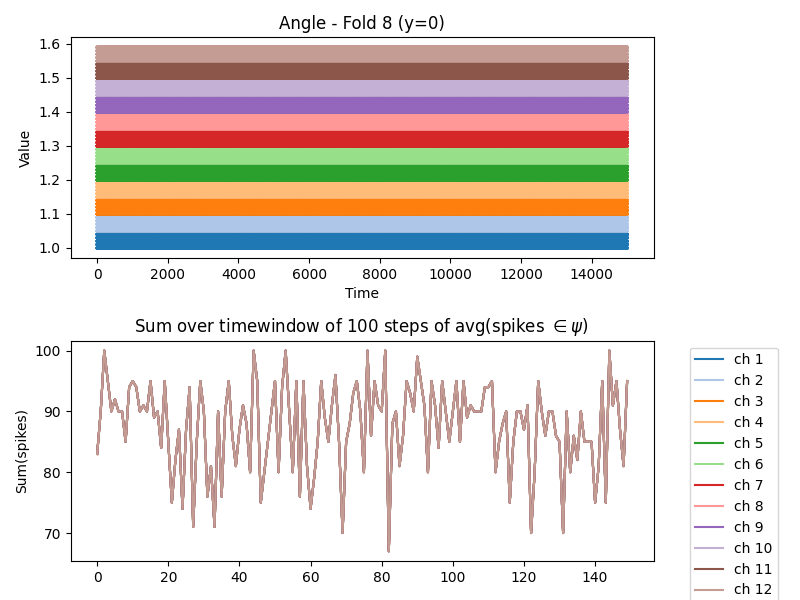 Angle - Fold 8 (y=0)
1.6
1.5
1.4
1.3
1.2
1.1
1.0
Value
0 2000 4000 6000 8000 10000 12000 14000
Time
Sum over timewindow of 100 steps of avg(spikes ∈ ψ)
100
90
80
70
Sum(spikes)
0 20 40 60 80 100 120 140
ch 1
ch 2
ch 3
ch 4
ch 5
ch 6
ch 7
ch 8
ch 9
ch 10
ch 11
ch 12